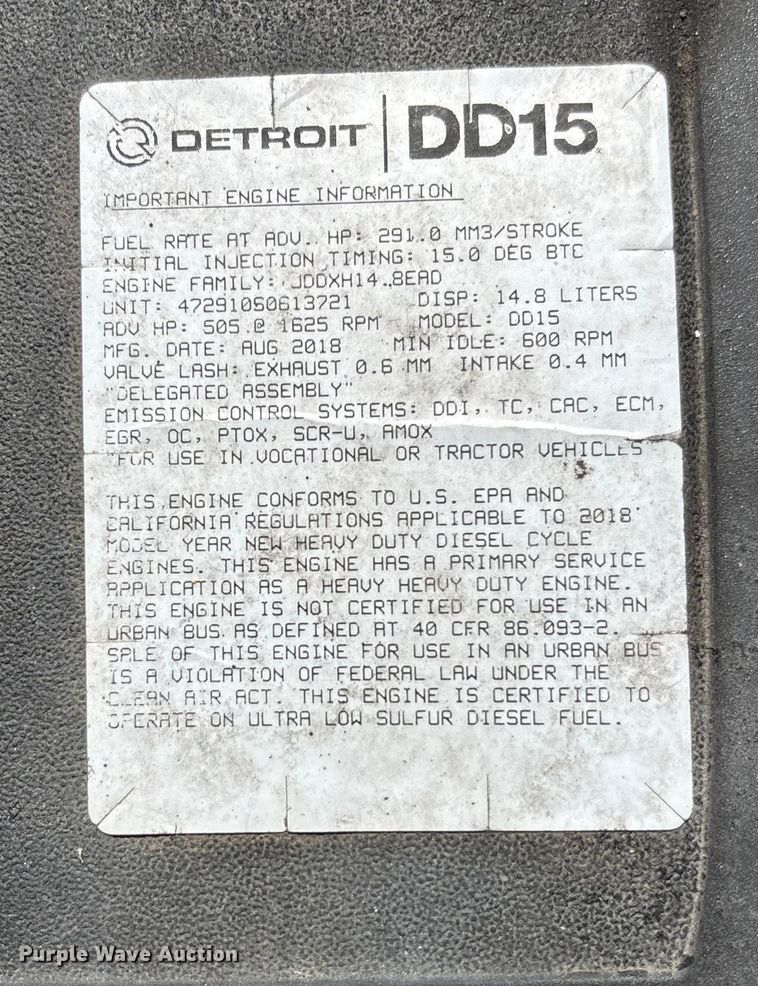 DETROIT DD15
IMPORTANT ENGINE INFORMATION
FUEL RATE AT ADV. HP: 291.0 MM3/STROKE
INITIAL INJECTION TIMING: 15.0 DEG BTC
ENGINE FAMILY: JDDXH14.8EAD
UNIT: 472910S0613721 DISP: 14.8 LITERS
ADV HP: 505 @ 1625 RPM MODEL: DD15
MFG. DATE: AUG 2018 MIN IDLE: 600 RPM
VALVE LASH: EXHAUST 0.6 MM INTAKE 0.4 MM
"DELEGATED ASSEMBLY"
EMISSION CONTROL SYSTEMS: DDI, TC, CAC, ECM,
EGR, OC, PTOX, SCR-U, AMOX
"FOR USE IN VOCATIONAL OR TRACTOR VEHICLES"
THIS ENGINE CONFORMS TO U.S. EPA AND
CALIFORNIA REGULATIONS APPLICABLE TO 2018
MODEL YEAR NEW HEAVY DUTY DIESEL CYCLE
ENGINES. THIS ENGINE HAS A PRIMARY SERVICE
APPLICATION AS A HEAVY HEAVY DUTY ENGINE.
THIS ENGINE IS NOT CERTIFIED FOR USE IN AN
URBAN BUS AS DEFINED AT 40 CFR 86.093-2.
SALE OF THIS ENGINE FOR USE IN AN URBAN BUS
IS A VIOLATION OF FEDERAL LAW UNDER THE
CLEAN AIR ACT. THIS ENGINE IS CERTIFIED TO
OPERATE ON ULTRA LOW SULFUR DIESEL FUEL.
Purple Wave Auction